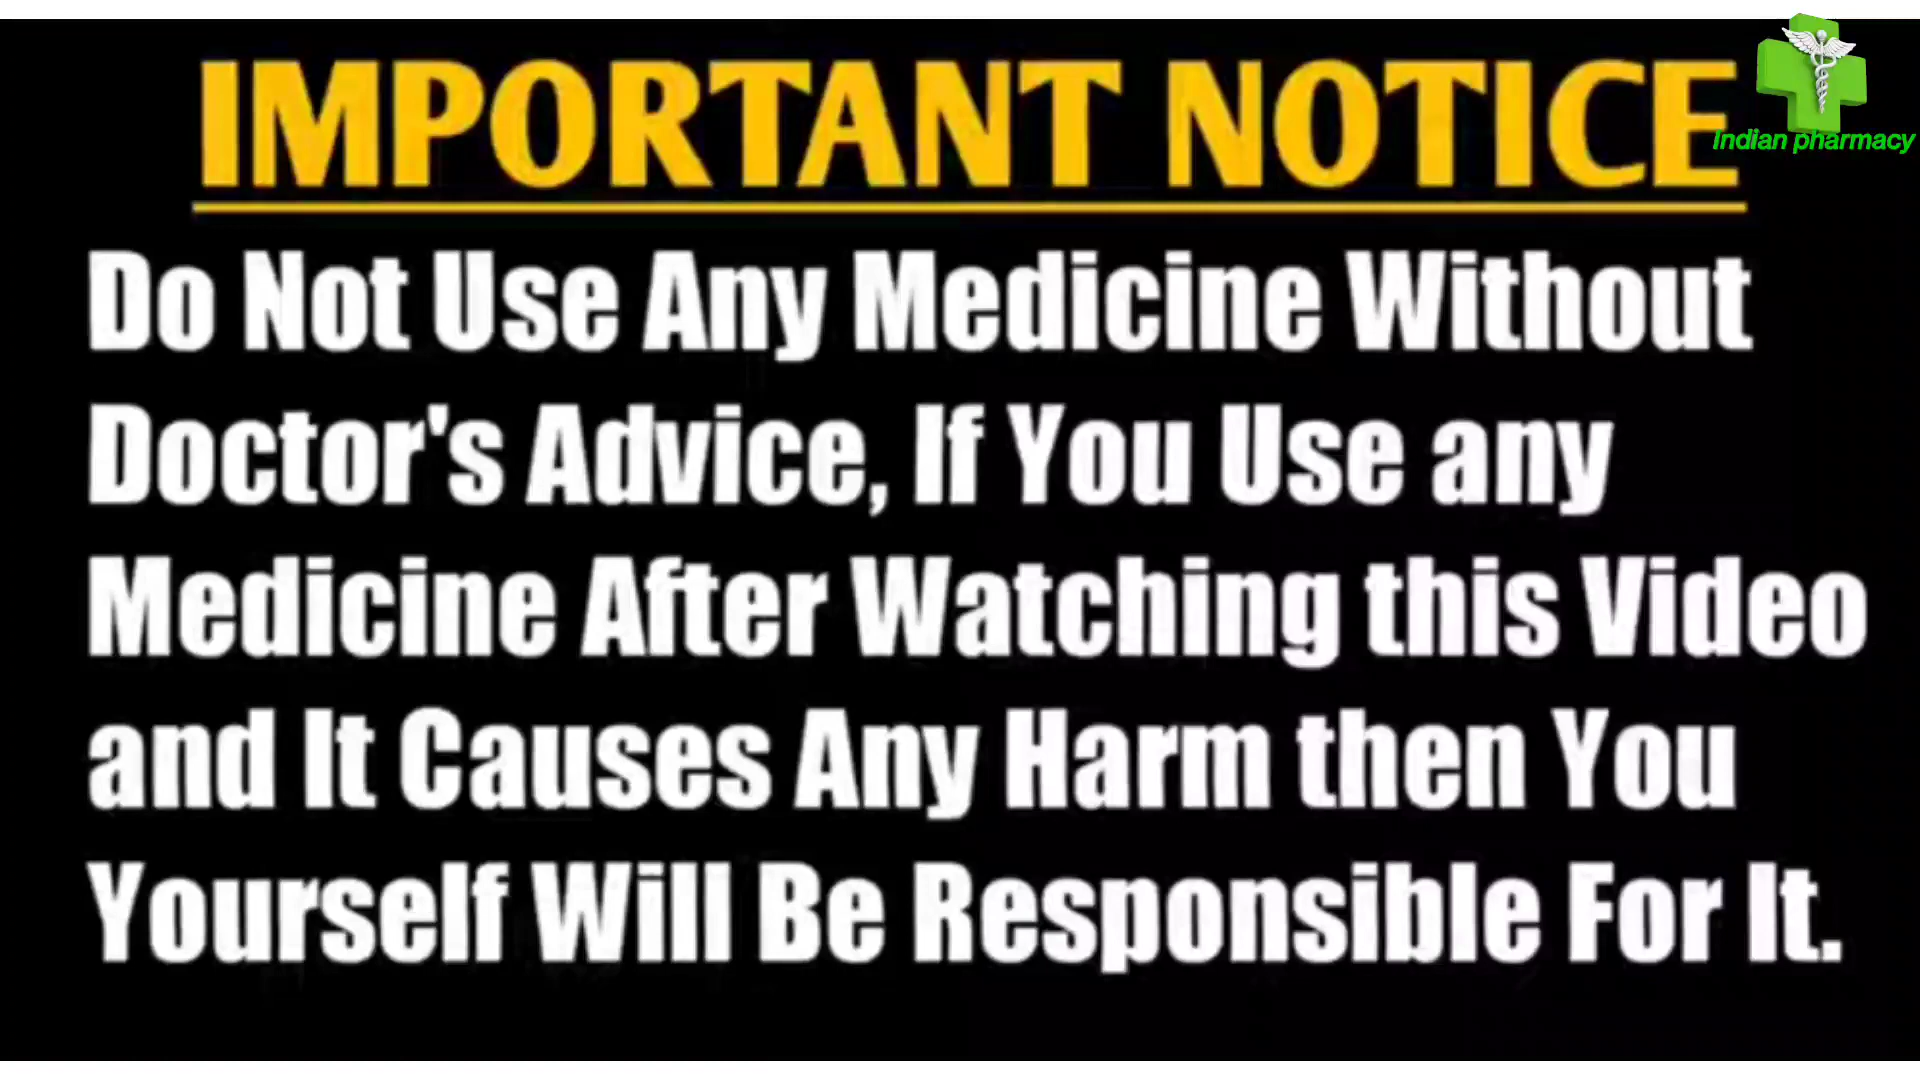 IMPORTANT NOTICE
Indian pharmacy
Do Not Use Any Medicine Without
Doctor's Advice, If You Use any
Medicine After Watching this Video
and It Causes Any Harm then You
Yourself Will Be Responsible For It.